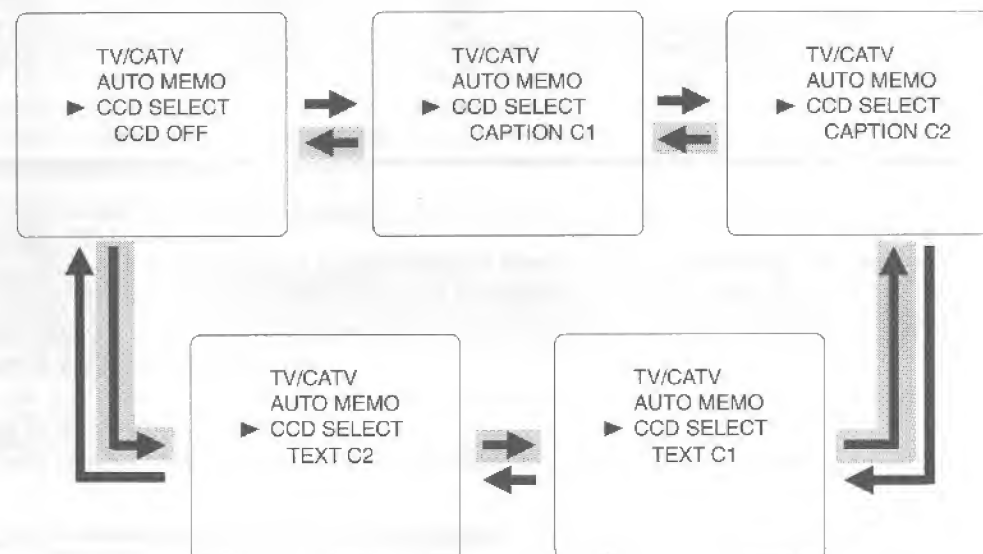 TV/CATV
AUTO MEMO
► CCD SELECT
CCD OFF
TV/CATV
AUTO MEMO
► CCD SELECT
CAPTION C1
TV/CATV
AUTO MEMO
► CCD SELECT
CAPTION C2
TV/CATV
AUTO MEMO
► CCD SELECT
TEXT C2
TV/CATV
AUTO MEMO
► CCD SELECT
TEXT C1